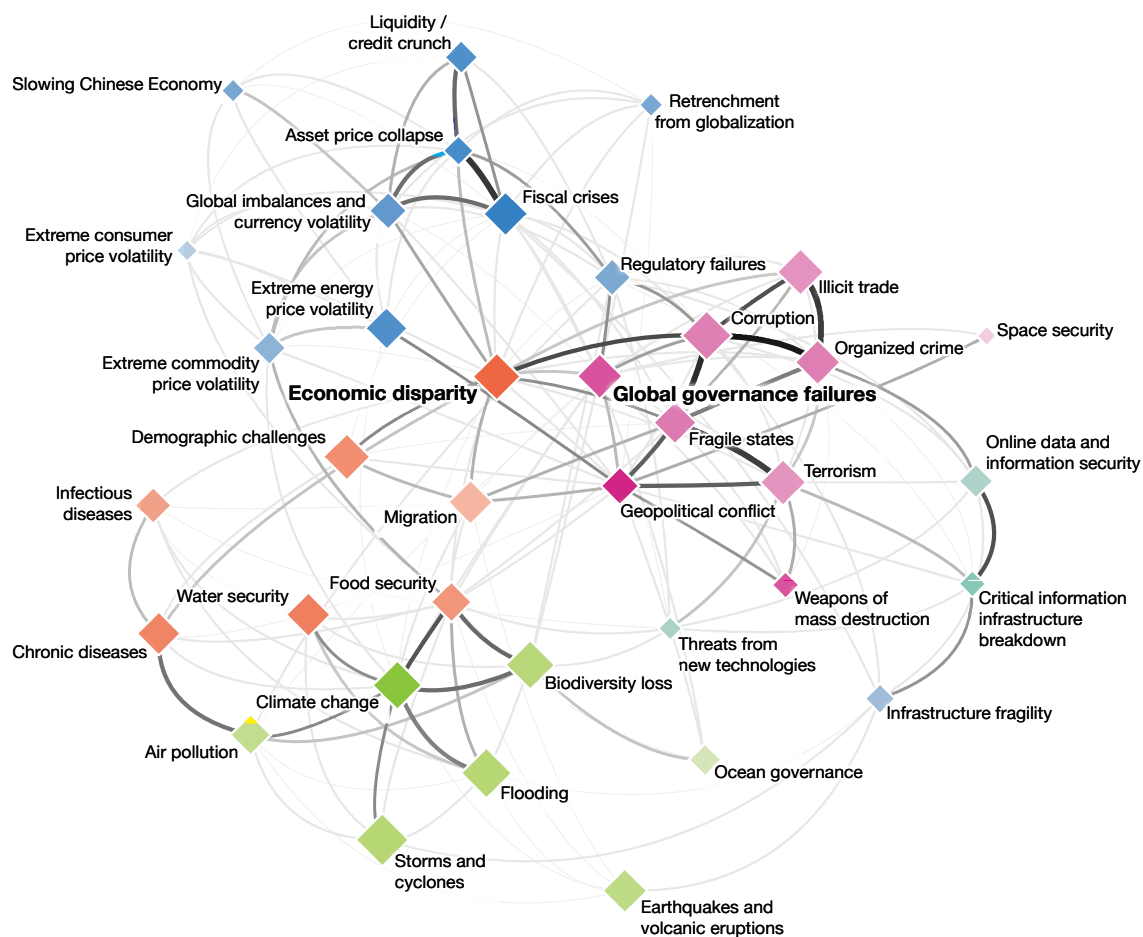 Liquidity /
credit crunch
Slowing Chinese Economy
Retrenchment
from globalization
Asset price collapse
Global imbalances and
currency volatility
Fiscal crises
Extreme consumer
price volatility
Regulatory failures
Illicit trade
Extreme energy
price volatility
Corruption
Space security
Organized crime
Extreme commodity
price volatility
Economic disparity
Global governance failures
Demographic challenges
Fragile states
Online data and
information security
Terrorism
Infectious
diseases
Migration
Geopolitical conflict
Food security
Water security
Weapons of
mass destruction
Critical information
infrastructure
breakdown
Chronic diseases
Threats from
new technologies
Biodiversity loss
Climate change
Infrastructure fragility
Air pollution
Ocean governance
Flooding
Storms and
cyclones
Earthquakes and
volcanic eruptions